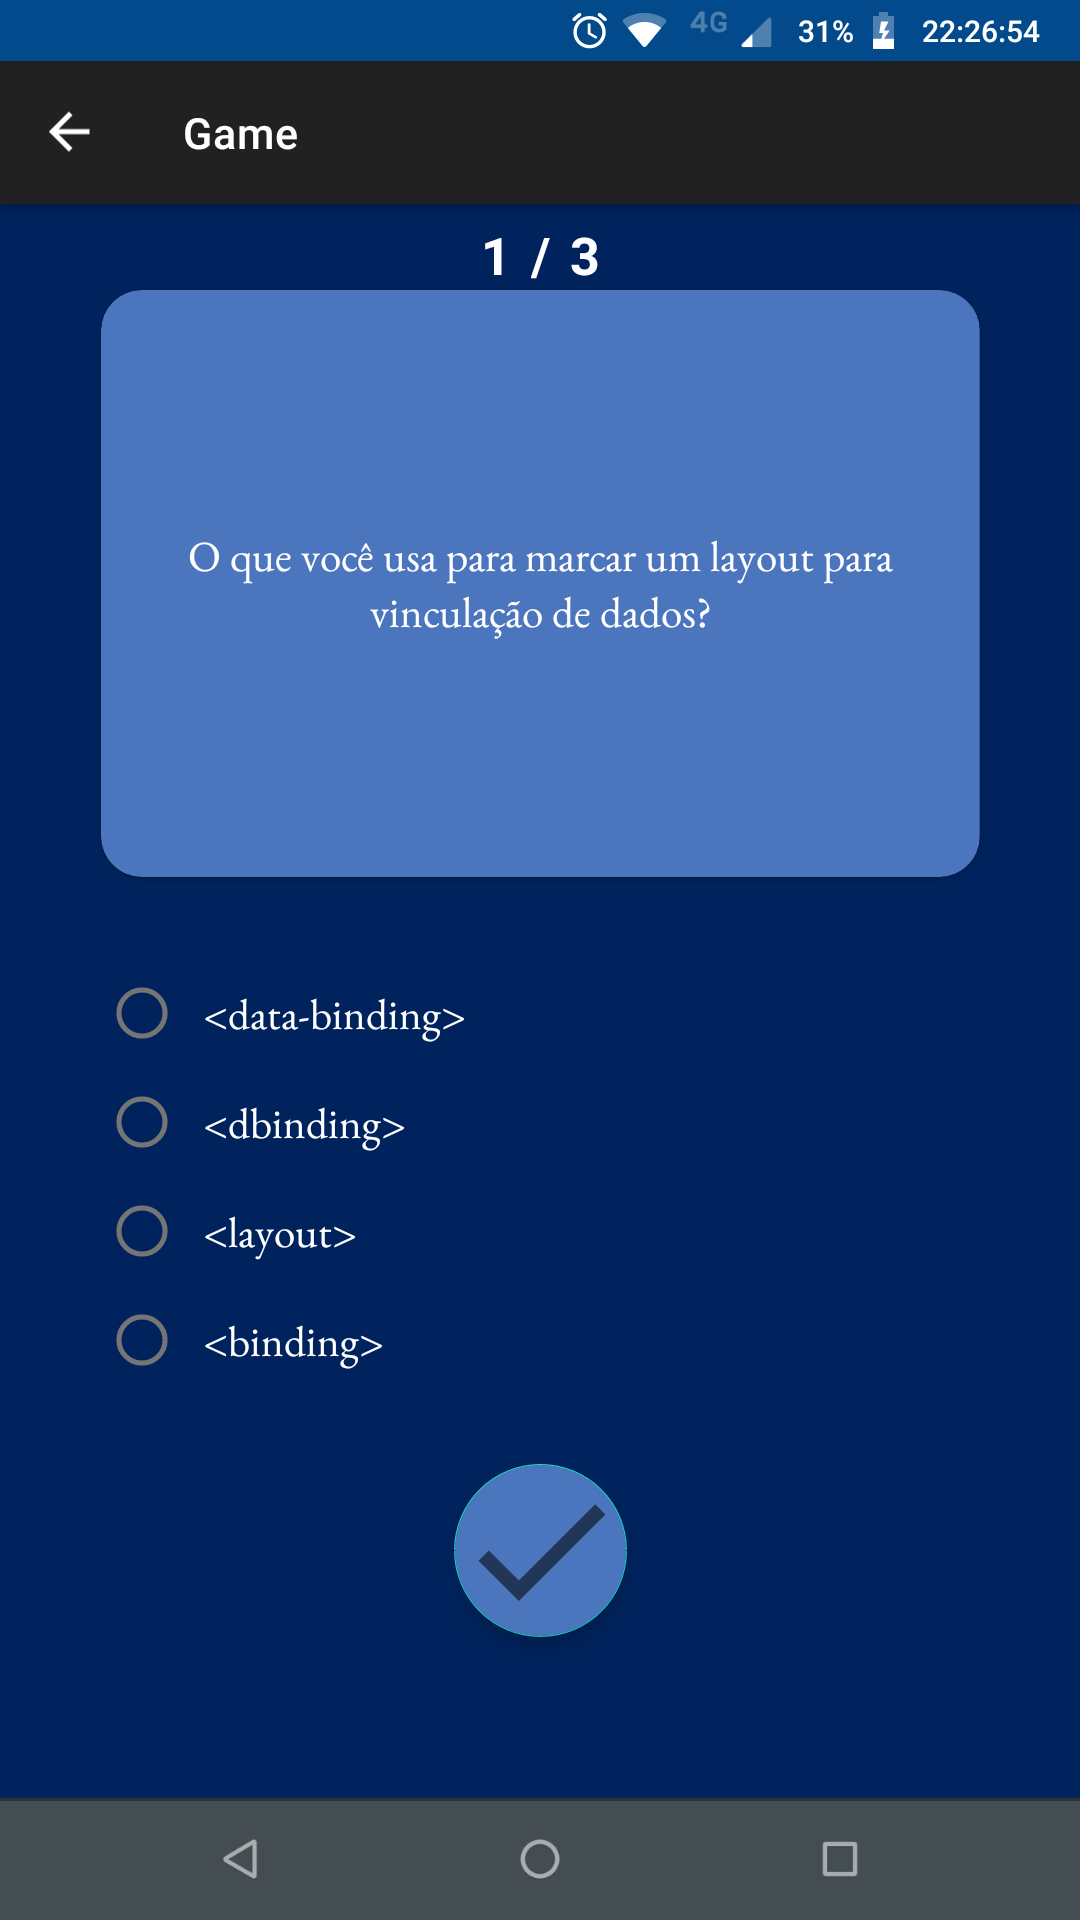 4G 31% 22:26:54
Game
1 / 3
O que você usa para marcar um layout para
vinculação de dados?
<data-binding>
<dbinding>
<layout>
<binding>